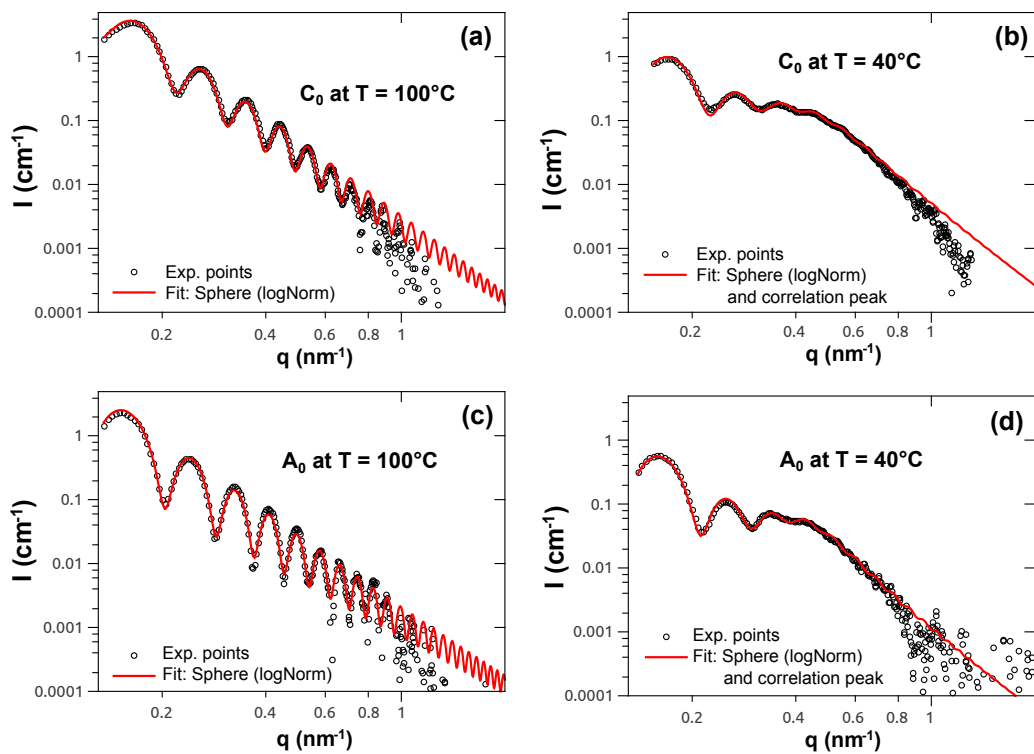 (a)
C₀ at T = 100°C
I (cm⁻¹)
1
0.1
0.01
0.001
0.0001
Exp. points
Fit: Sphere (logNorm)
0.2
0.4
0.6
0.8
1
q (nm⁻¹)
(b)
C₀ at T = 40°C
I (cm⁻¹)
1
0.1
0.01
0.001
0.0001
Exp. points
Fit: Sphere (logNorm)
and correlation peak
0.2
0.4
0.6
0.8
1
q (nm⁻¹)
(c)
A₀ at T = 100°C
I (cm⁻¹)
1
0.1
0.01
0.001
0.0001
Exp. points
Fit: Sphere (logNorm)
0.2
0.4
0.6
0.8
1
q (nm⁻¹)
(d)
A₀ at T = 40°C
I (cm⁻¹)
1
0.1
0.01
0.001
0.0001
Exp. points
Fit: Sphere (logNorm)
and correlation peak
0.2
0.4
0.6
0.8
1
q (nm⁻¹)